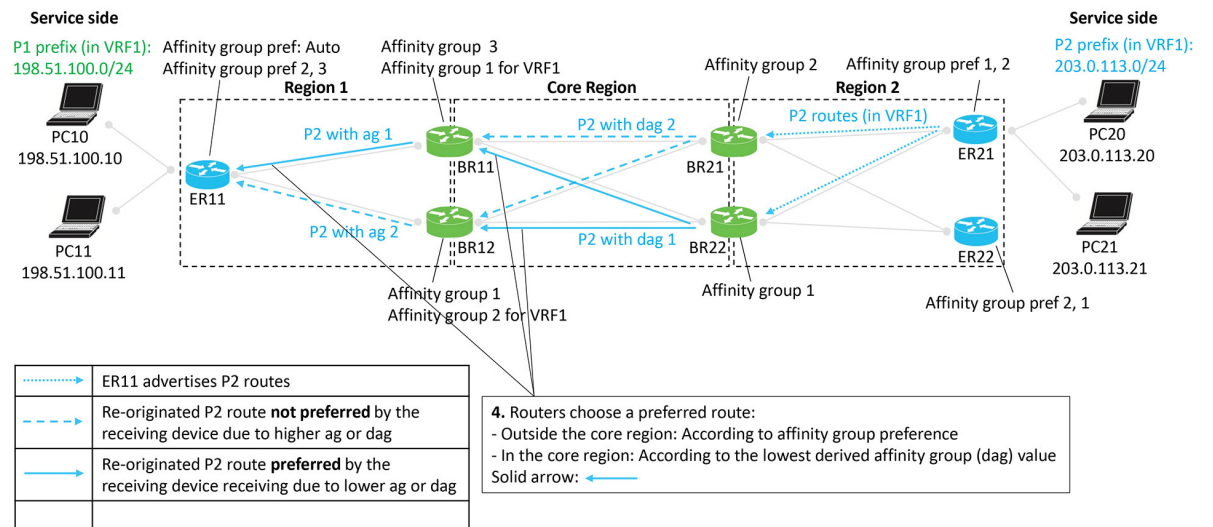 Service side
P1 prefix (in VRF1):
198.51.100.0/24
PC10
198.51.100.10
PC11
198.51.100.11
Affinity group pref: Auto
Affinity group pref 2, 3
Region 1
ER11
P2 with ag 1
P2 with ag 2
Affinity group 3
Affinity group 1 for VRF1
BR11
BR12
Affinity group 1
Affinity group 2 for VRF1
Core Region
P2 with dag 2
P2 with dag 1
Affinity group 2
BR21
BR22
Affinity group 1
Region 2
P2 routes (in VRF1)
Affinity group pref 1, 2
ER21
ER22
Affinity group pref 2, 1
Service side
P2 prefix (in VRF1):
203.0.113.0/24
PC20
203.0.113.20
PC21
203.0.113.21
ER11 advertises P2 routes
Re-originated P2 route not preferred by the
receiving device due to higher ag or dag
Re-originated P2 route preferred by the
receiving device receiving due to lower ag or dag
4. Routers choose a preferred route:
- Outside the core region: According to affinity group preference
- In the core region: According to the lowest derived affinity group (dag) value
Solid arrow: